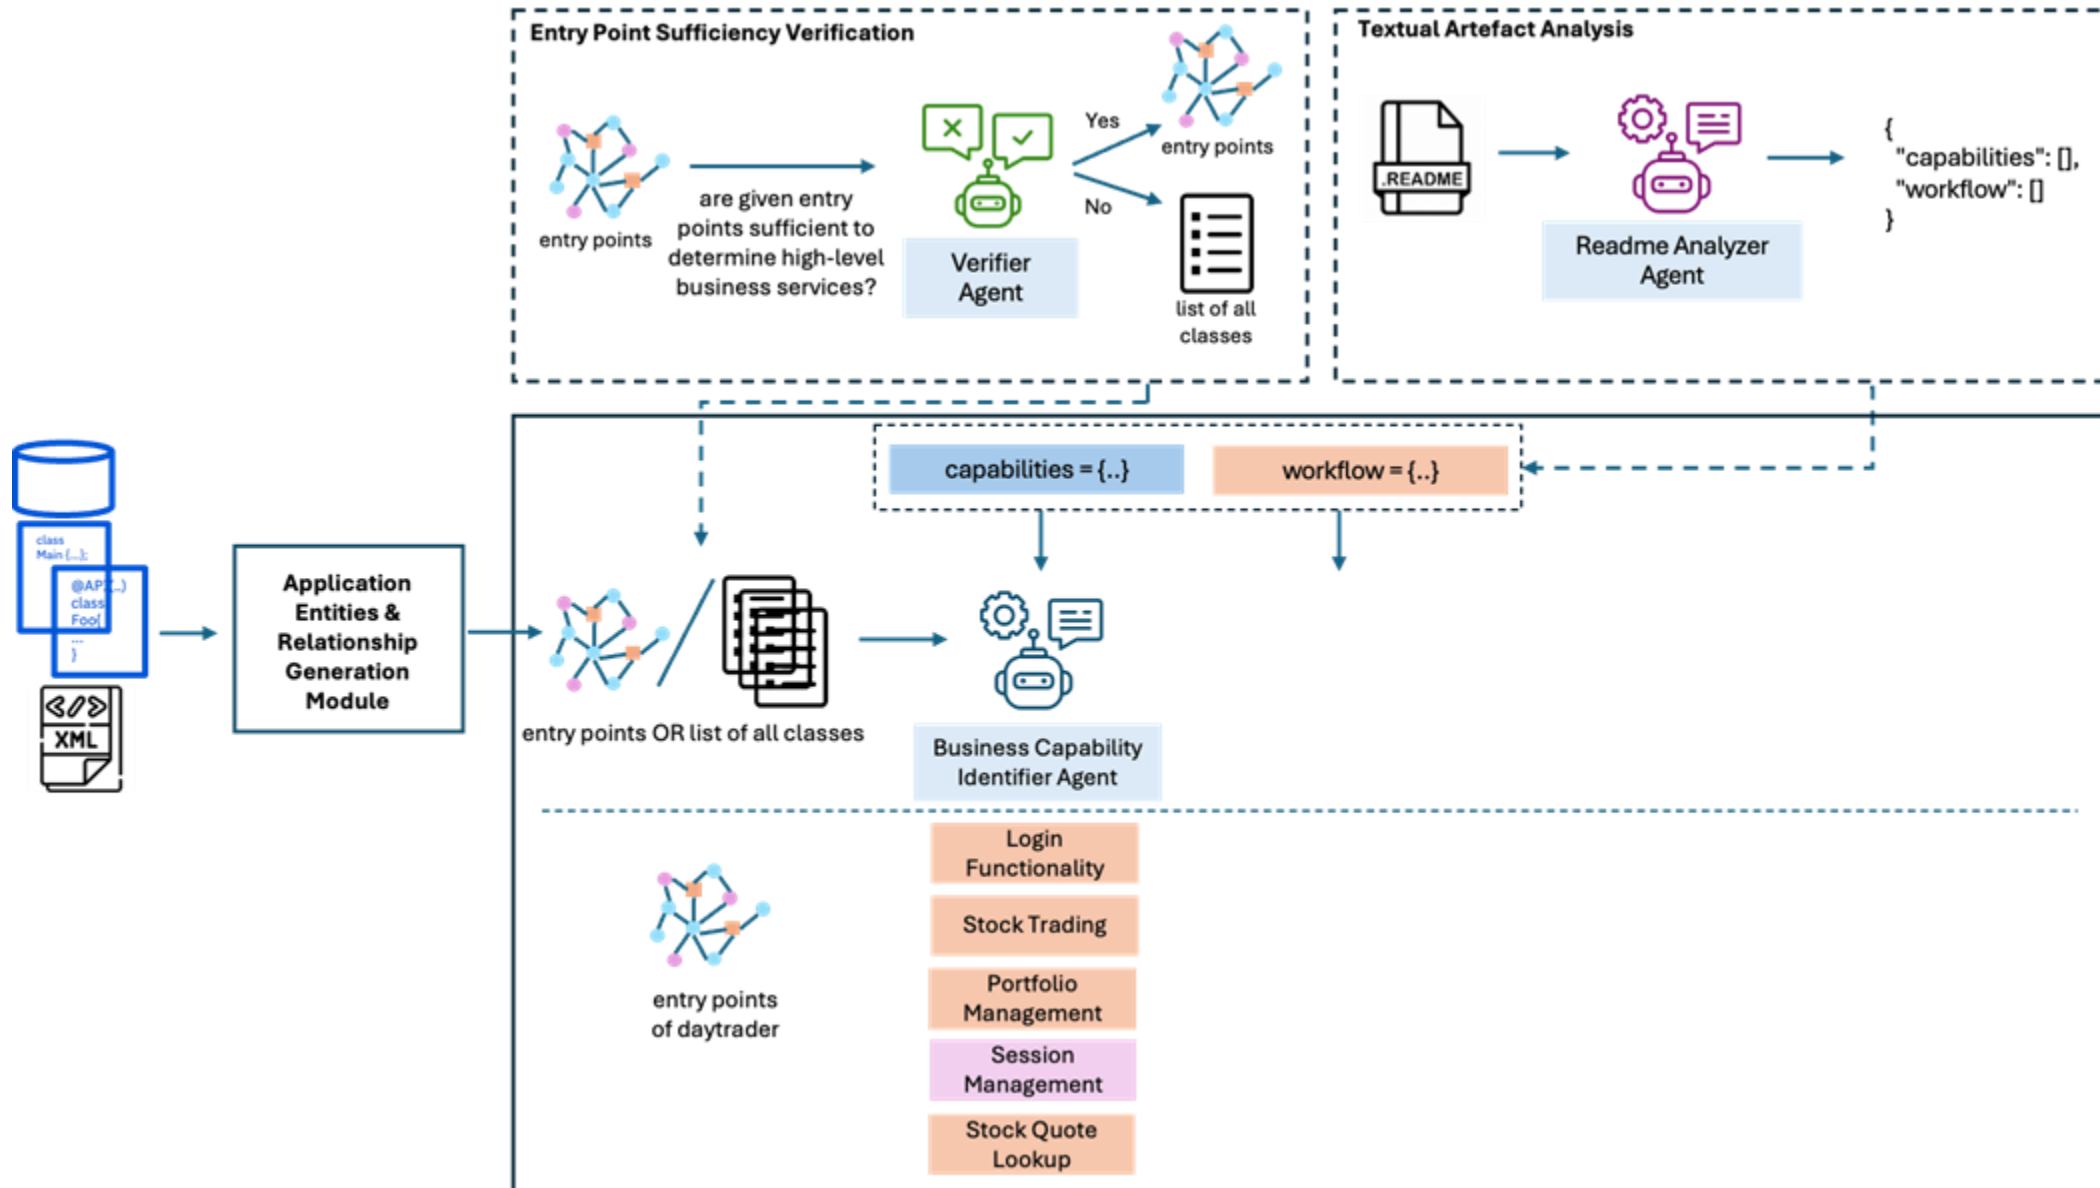 Entry Point Sufficiency Verification
entry points
are given entry
points sufficient to
determine high-level
business services?
Verifier
Agent
Yes
No
entry points
list of all
classes
Textual Artefact Analysis
.README
Readme Analyzer
Agent
{
"capabilities": [],
"workflow": []
}
class
Main {...};
class
Foo{
...
}
</>
XML
Application
Entities &
Relationship
Generation
Module
capabilities = {..}
workflow = {..}
entry points OR list of all classes
Business Capability
Identifier Agent
entry points
of daytrader
Login
Functionality
Stock Trading
Portfolio
Management
Session
Management
Stock Quote
Lookup